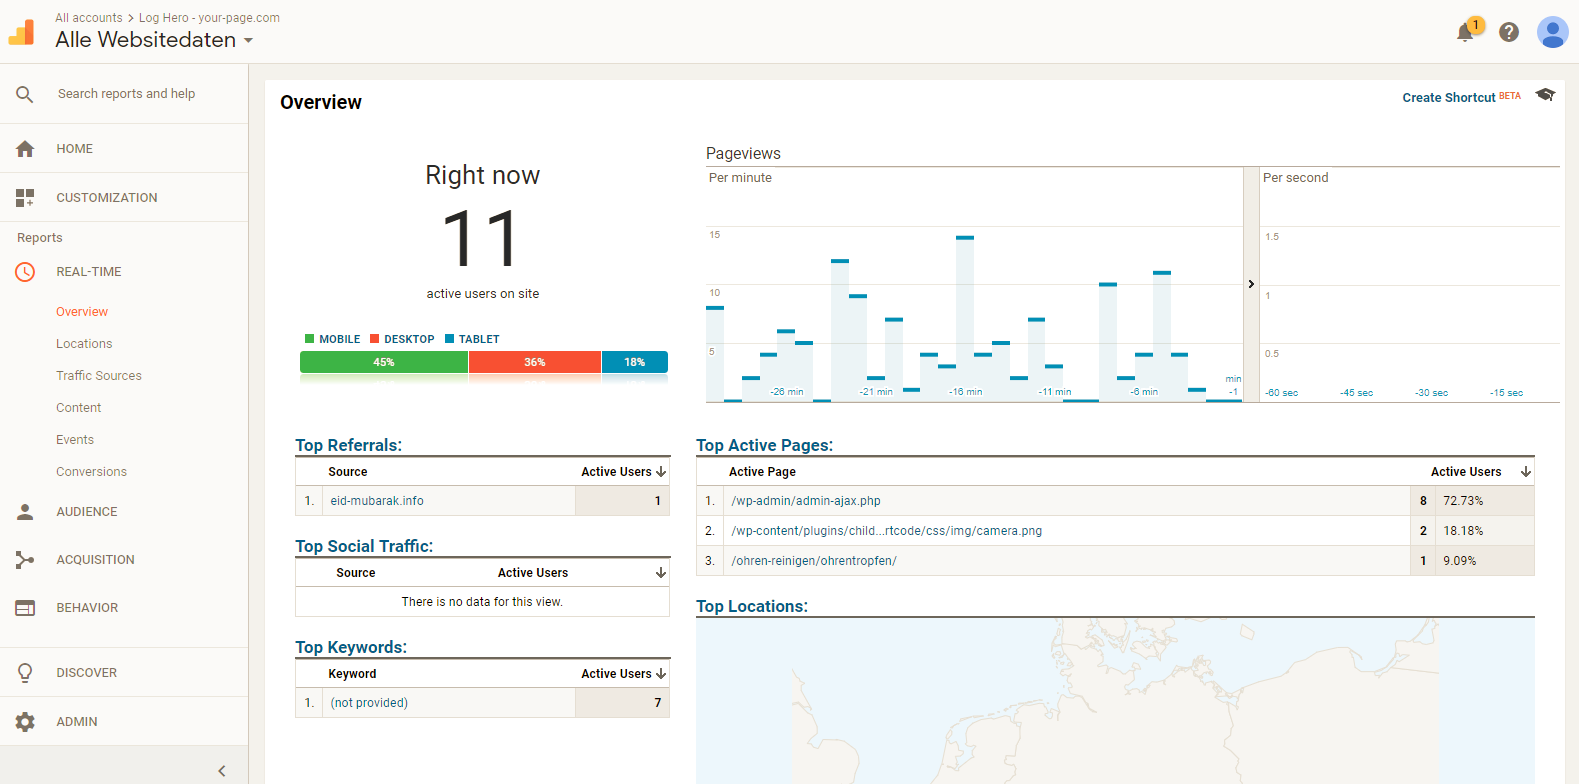 All accounts > Log Hero - your-page.com
Alle Websitedaten
1
Search reports and help
HOME
CUSTOMIZATION
Reports
REAL-TIME
Overview
Locations
Traffic Sources
Content
Events
Conversions
AUDIENCE
ACQUISITION
BEHAVIOR
DISCOVER
ADMIN
Overview
Create Shortcut BETA
Right now
11
active users on site
MOBILE DESKTOP TABLET
45% 36% 18%
Pageviews
Per minute
15
10
5
min
-26 min -21 min -16 min -11 min -6 min -1
Per second
1.5
1
0.5
-60 sec -45 sec -30 sec -15 sec
Top Referrals:
Source Active Users
1. eid-mubarak.info 1
Top Social Traffic:
Source Active Users
There is no data for this view.
Top Keywords:
Keyword Active Users
1. (not provided) 7
Top Active Pages:
Active Page Active Users
1. /wp-admin/admin-ajax.php 8 72.73%
2. /wp-content/plugins/child...rtcode/css/img/camera.png 2 18.18%
3. /ohren-reinigen/ohrentropfen/ 1 9.09%
Top Locations: